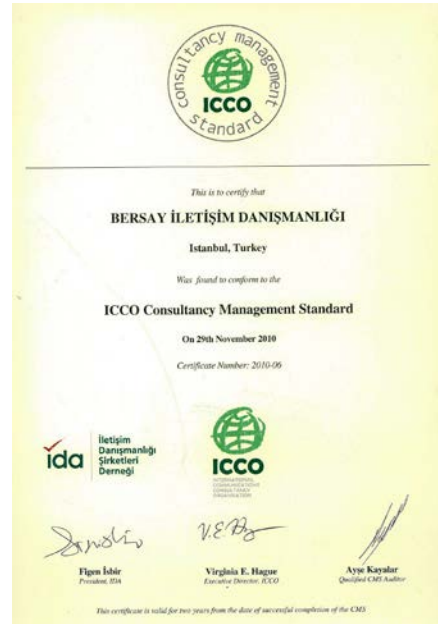 consultancy management
ICCO
standard
This is to certify that
BERSAY İLETİŞİM DANIŞMANLIĞI
Istanbul, Turkey
Was found to conform to the
ICCO Consultancy Management Standard
On 29th November 2010
Certificate Number: 2010-06
ida
İletişim
Danışmanlığı
Şirketleri
Derneği
ICCO
INTERNATIONAL
COMMUNICATIONS
CONSULTANCY
ORGANISATION
Figen İsbir
President, IDA
Virginia E. Hague
Executive Director, ICCO
Ayşe Kayalar
Qualified CMS Auditor
This certificate is valid for two years from the date of successful completion of the CMS